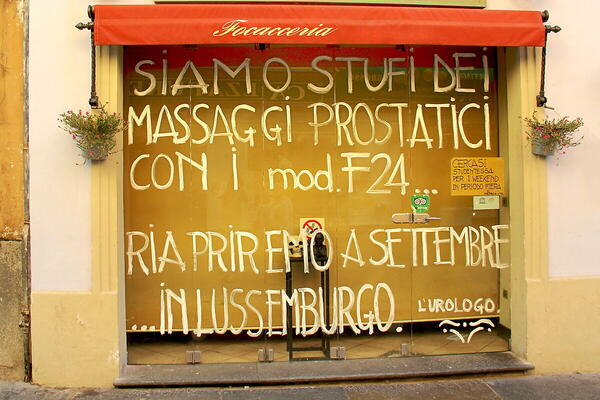 Focacceria
SIAMO STUFI DEI
MASSAGGI PROSTATICI
CON i mod. F24...
CERCASI
STUDENTESSA
PER I WEEKEND
IN PERIODO FIERA
RIAPRIREMO A SETTEMBRE
...IN LUSSEMBURGO.
L'UROLOGO.